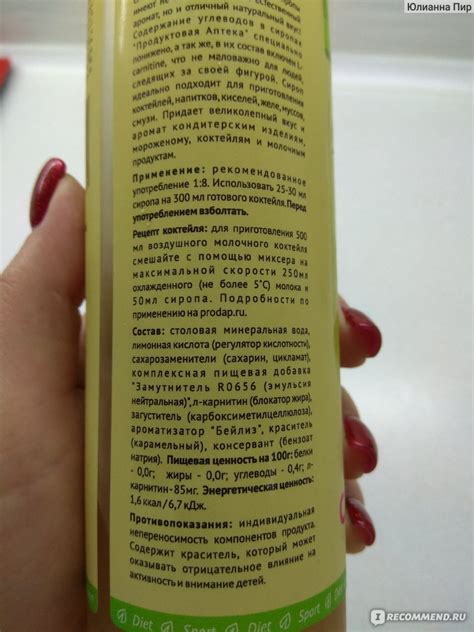 Юлианна Пир
имеют не
естественный
аромат, но и отличный натуральный вкус!
Содержание углеводов в сиропах
"Продуктовая Аптека" специально
понижено, а так же, в их состав включен L-
carnitine, что не маловажно для людей,
следящих за своей фигурой. Сироп
идеально подходит для приготовления
коктейлей, напитков, киселей, желе, муссов,
смузи. Придает великолепный вкус и
аромат кондитерским изделиям,
мороженому, коктейлям и молочным
продуктам.
Применение: рекомендованное
употребление 1:8. Использовать 25-30 мл
сиропа на 300 мл готового коктейля. Перед
употреблением взболтать.
Рецепт коктейля: для приготовления 500
мл воздушного молочного коктейля
смешайте с помощью миксера на
максимальной скорости 250мл
охлажденного (не более 5°С) молока и
50мл сиропа. Подробности по
применению на prodap.ru.
Состав: столовая минеральная вода,
лимонная кислота (регулятор кислотности),
сахарозаменители (сахарин, цикламат),
комплексная пищевая добавка
"Замутнитель R0656 (эмульсия
нейтральная)", л-карнитин (блокатор жира),
загуститель (карбоксиметилцеллюлоза),
ароматизатор "Бейлиз", краситель
(карамельный), консервант (бензоат
натрия). Пищевая ценность на 100г: белки
- 0,0г; жиры - 0,0г; углеводы - 0,4г; л-
карнитин - 85мг. Энергетическая ценность:
1,6 ккал / 6,7 кДж.
Противопоказания: индивидуальная
непереносимость компонентов продукта.
Содержит краситель, который может
оказывать отрицательное влияние на
активность и внимание детей.
Diet Sport Diet
I RECOMMEND.RU